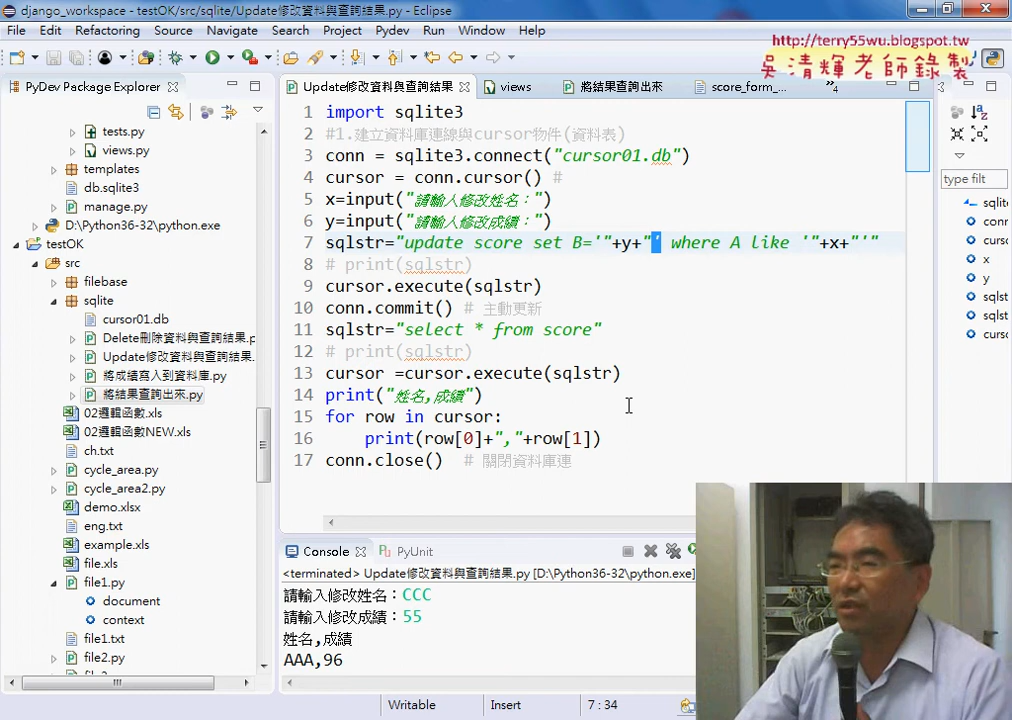 django_workspace - testOK/src/sqlite/Update修改資料與查詢結果.py - Eclipse
File Edit Refactoring Source Navigate Search Project Pydev Run Window Help
http://terry55wu.blogspot.tw
吳清輝老師錄製
PyDev Package Explorer
Update修改資料與查詢結果
views
將結果查詢出來
score_form_...
4
tests.py
views.py
templates
db.sqlite3
manage.py
D:\Python36-32\python.exe
testOK
src
filebase
sqlite
cursor01.db
Delete刪除資料與查詢結果.p
Update修改資料與查詢結果.
將成績寫入到資料庫.py
將結果查詢出來.py
02邏輯函數.xls
02邏輯函數NEW.xls
ch.txt
cycle_area.py
cycle_area2.py
demo.xlsx
eng.txt
example.xls
file.xls
file1.py
document
context
file1.txt
file2.py
1 import sqlite3
2 #1.建立資料庫連線與cursor物件(資料表)
3 conn = sqlite3.connect("cursor01.db")
4 cursor = conn.cursor() #
5 x=input("請輸入修改姓名：")
6 y=input("請輸入修改成績：")
7 sqlstr="update score set B='"+y+"' where A like '"+x+"'"
8 # print(sqlstr)
9 cursor.execute(sqlstr)
10 conn.commit() # 主動更新
11 sqlstr="select * from score"
12 # print(sqlstr)
13 cursor =cursor.execute(sqlstr)
14 print("姓名,成績")
15 for row in cursor:
16 print(row[0]+","+row[1])
17 conn.close() # 關閉資料庫連
type filt
sqlite
conr
curso
x
y
sqlst
sqlst
curso
Console
PyUnit
<terminated> Update修改資料與查詢結果.py [D:\Python36-32\python.exe]
請輸入修改姓名：CCC
請輸入修改成績：55
姓名,成績
AAA,96
Writable
Insert
7 : 34